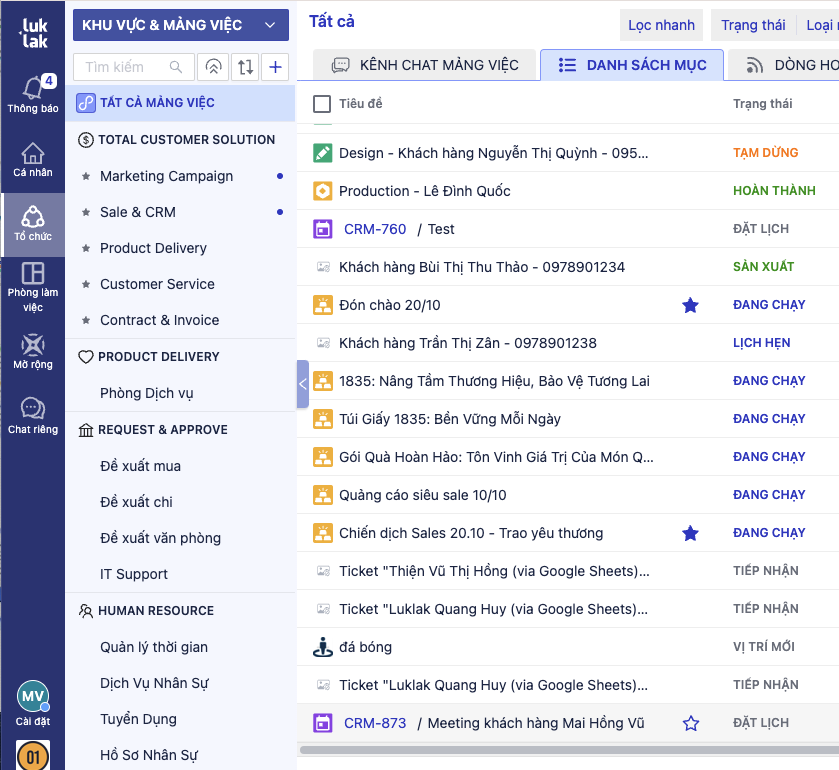 luk
lak
4
Thông báo
Cá nhân
Tổ chức
Phòng làm
việc
Mở rộng
Chat riêng
MV
Cài đặt
01
KHU VỰC & MẢNG VIỆC
Tìm kiếm
TẤT CẢ MẢNG VIỆC
TOTAL CUSTOMER SOLUTION
Marketing Campaign
Sale & CRM
Product Delivery
Customer Service
Contract & Invoice
PRODUCT DELIVERY
Phòng Dịch vụ
REQUEST & APPROVE
Đề xuất mua
Đề xuất chi
Đề xuất văn phòng
IT Support
HUMAN RESOURCE
Quản lý thời gian
Dịch Vụ Nhân Sự
Tuyển Dụng
Hồ Sơ Nhân Sự
Tất cả
Lọc nhanh Trạng thái Loại
KÊNH CHAT MẢNG VIỆC DANH SÁCH MỤC DÒNG
Tiêu đề Trạng thái
Design - Khách hàng Nguyễn Thị Quỳnh - 095... TẠM DỪNG
Production - Lê Đình Quốc HOÀN THÀNH
CRM-760 / Test ĐẶT LỊCH
Khách hàng Bùi Thị Thu Thảo - 0978901234 SẢN XUẤT
Đón chào 20/10 ĐANG CHẠY
Khách hàng Trần Thị Zân - 0978901238 LỊCH HẸN
1835: Nâng Tầm Thương Hiệu, Bảo Vệ Tương Lai ĐANG CHẠY
Túi Giấy 1835: Bền Vững Mỗi Ngày ĐANG CHẠY
Gói Quà Hoàn Hảo: Tôn Vinh Giá Trị Của Món Q... ĐANG CHẠY
Quảng cáo siêu sale 10/10 ĐANG CHẠY
Chiến dịch Sales 20.10 - Trao yêu thương ĐANG CHẠY
Ticket "Thiện Vũ Thị Hồng (via Google Sheets)... TIẾP NHẬN
Ticket "Luklak Quang Huy (via Google Sheets)... TIẾP NHẬN
đá bóng VỊ TRÍ MỚI
Ticket "Luklak Quang Huy (via Google Sheets)... TIẾP NHẬN
CRM-873 / Meeting khách hàng Mai Hồng Vũ ĐẶT LỊCH